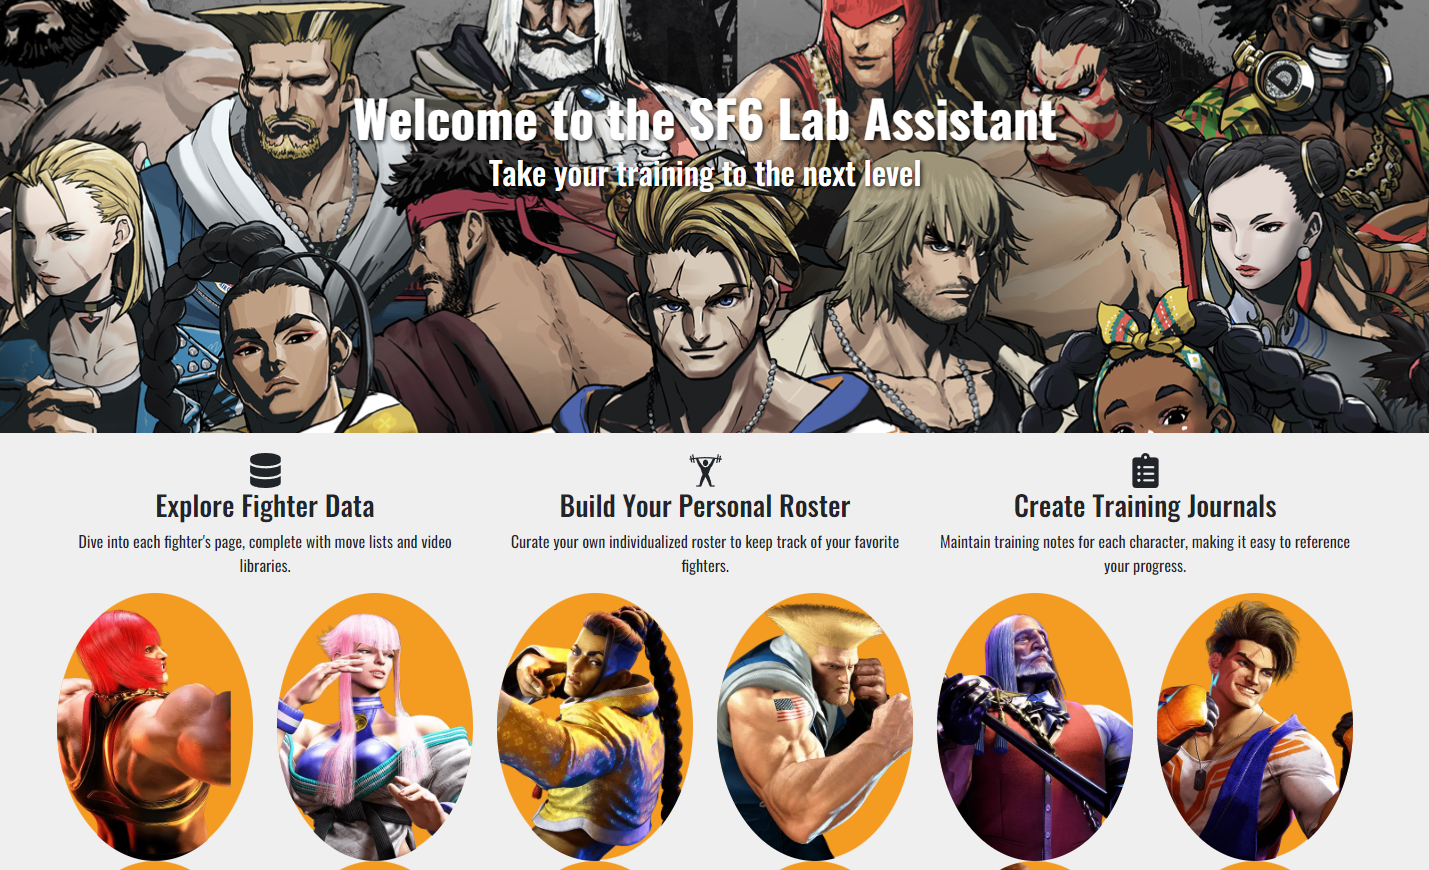 Welcome to the SF6 Lab Assistant
Take your training to the next level
Explore Fighter Data
Dive into each fighter's page, complete with move lists and video
libraries.
Build Your Personal Roster
Curate your own individualized roster to keep track of your favorite
fighters.
Create Training Journals
Maintain training notes for each character, making it easy to reference
your progress.